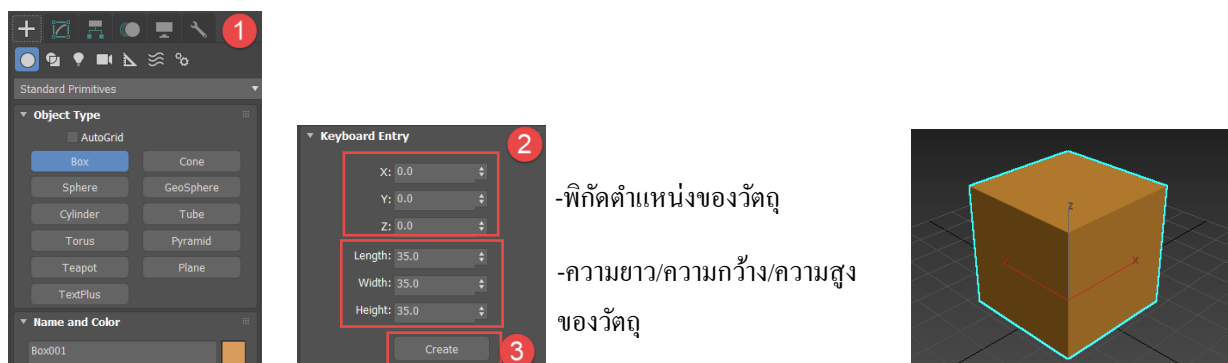 1
Standard Primitives
Object Type
AutoGrid
Box Cone
Sphere GeoSphere
Cylinder Tube
Torus Pyramid
Teapot Plane
TextPlus
Name and Color
Box001
Keyboard Entry
2
X: 0.0
Y: 0.0
Z: 0.0
Length: 35.0
Width: 35.0
Height: 35.0
Create
3
-พิกัดตำแหน่งของวัตถุ
-ความยาว/ความกว้าง/ความสูง
ของวัตถุ
z
x